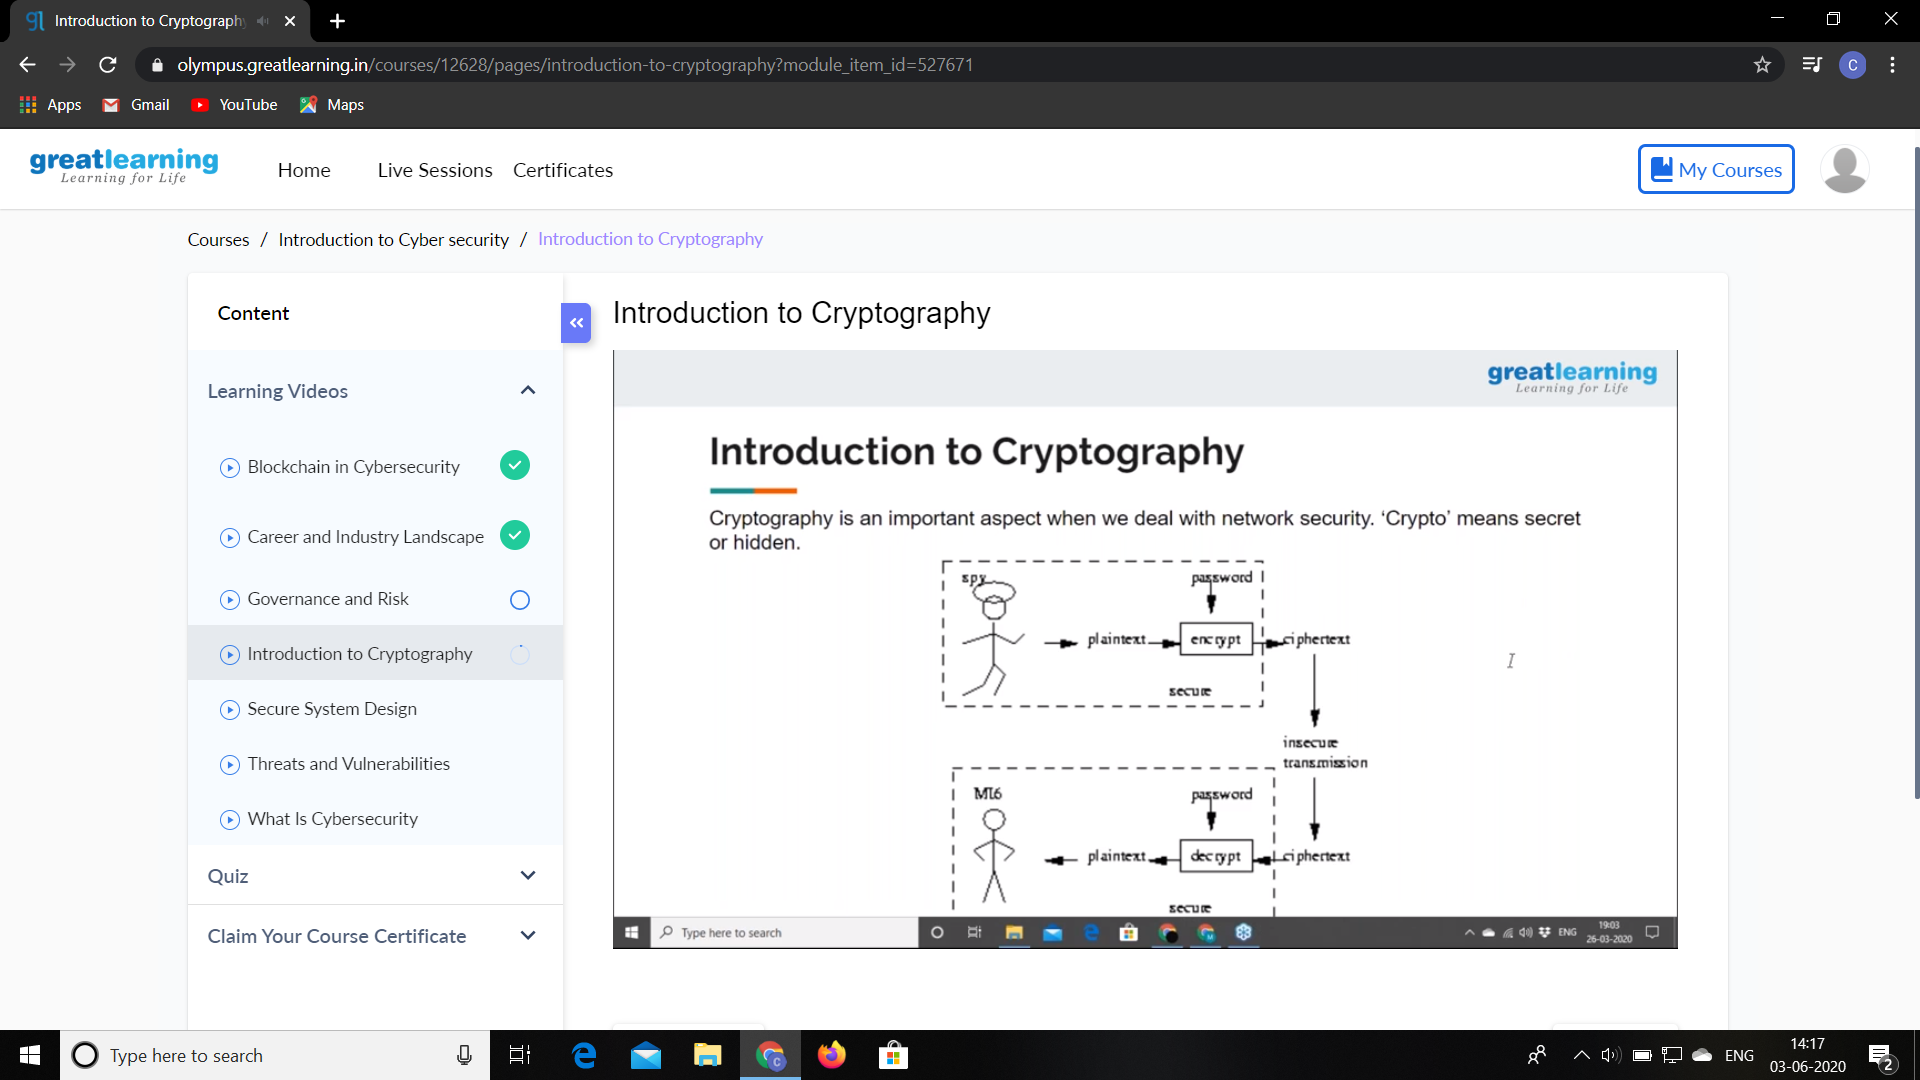 Introduction to Cryptography
olympus.greatlearning.in/courses/12628/pages/introduction-to-cryptography?module_item_id=527671
C
Apps
Gmail
YouTube
Maps
greatlearning
Learning for Life
Home
Live Sessions
Certificates
My Courses
Courses / Introduction to Cyber security / Introduction to Cryptography
Content
Learning Videos
Blockchain in Cybersecurity
Career and Industry Landscape
Governance and Risk
Introduction to Cryptography
Secure System Design
Threats and Vulnerabilities
What Is Cybersecurity
Quiz
Claim Your Course Certificate
Introduction to Cryptography
greatlearning
Learning for Life
Introduction to Cryptography
Cryptography is an important aspect when we deal with network security. ‘Crypto’ means secret
or hidden.
spy
password
plaintext
encrypt
ciphertext
secure
insecure
transmission
MI6
password
plaintext
decrypt
ciphertext
secure
Type here to search
ENG
19:03
26-03-2020
Type here to search
C
ENG
14:17
03-06-2020
2